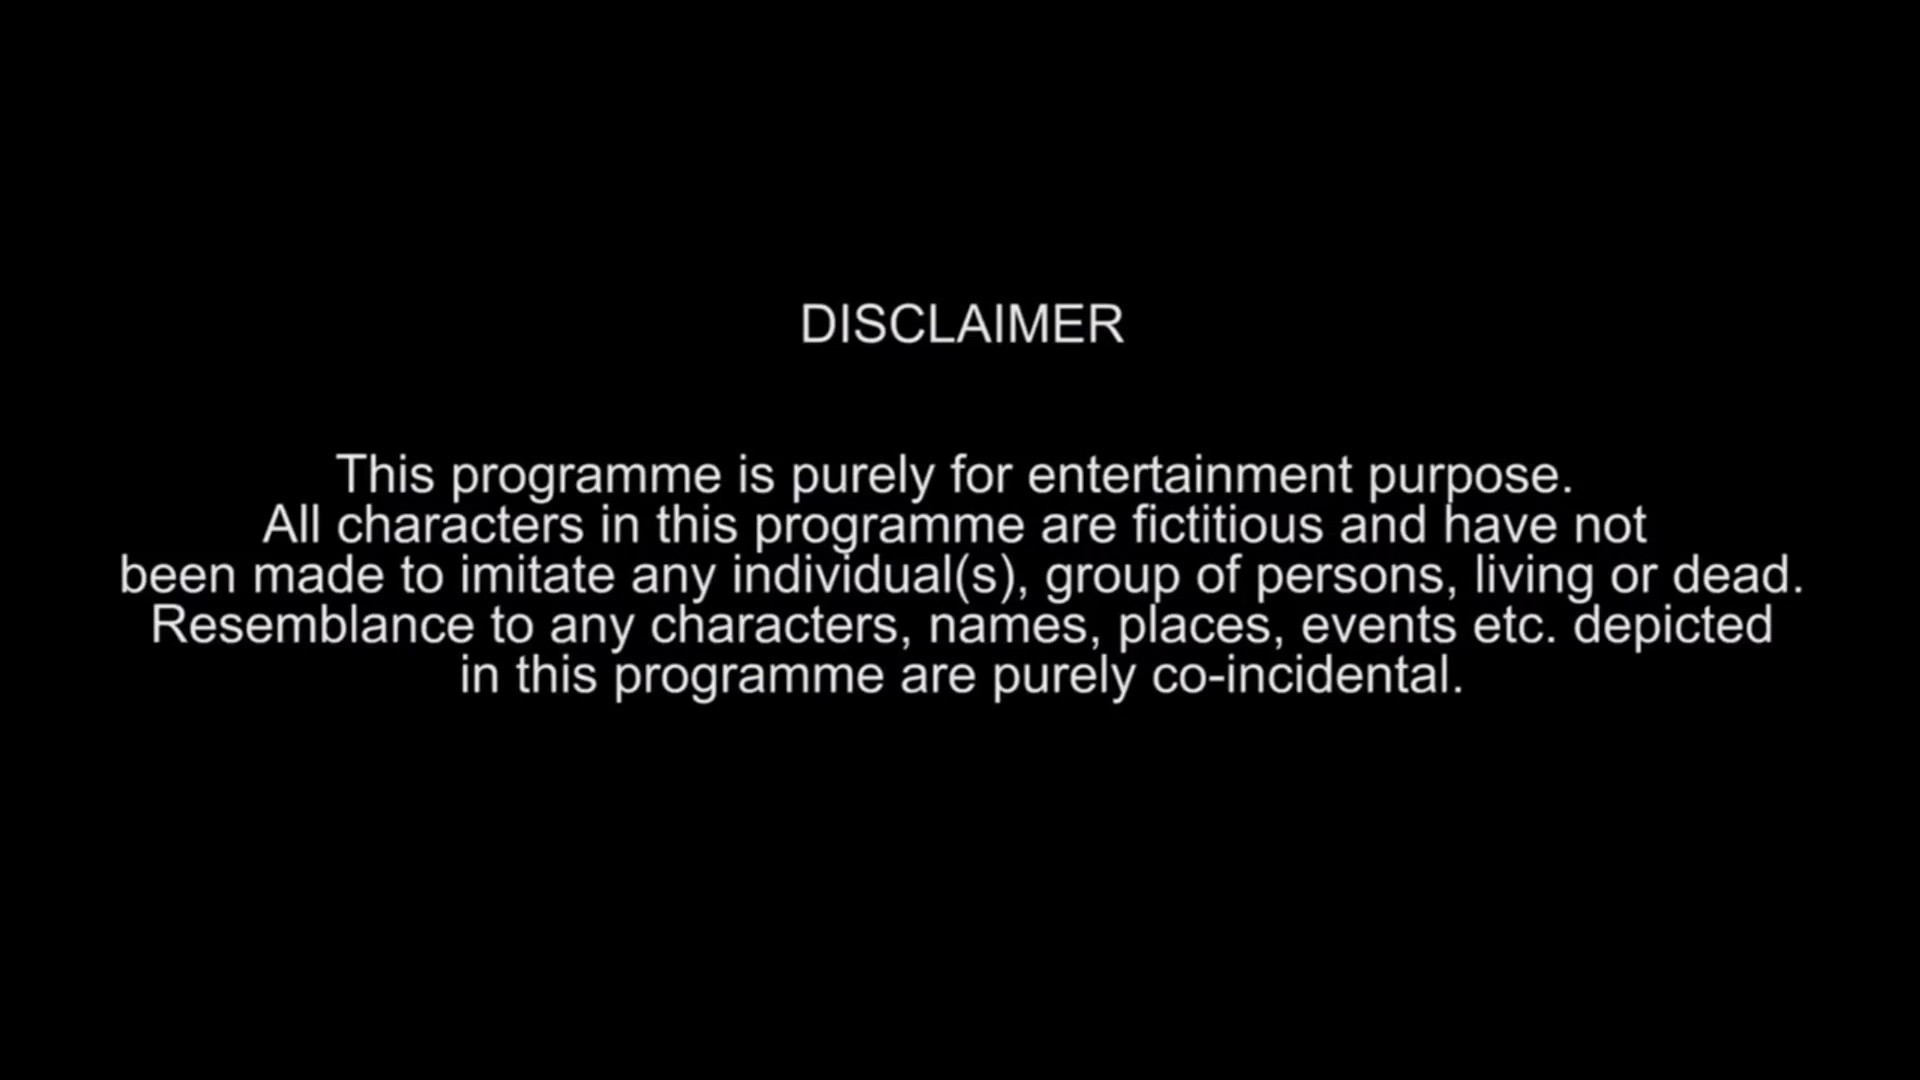 DISCLAIMER
This programme is purely for entertainment purpose.
All characters in this programme are fictitious and have not
been made to imitate any individual(s), group of persons, living or dead.
Resemblance to any characters, names, places, events etc. depicted
in this programme are purely co-incidental.